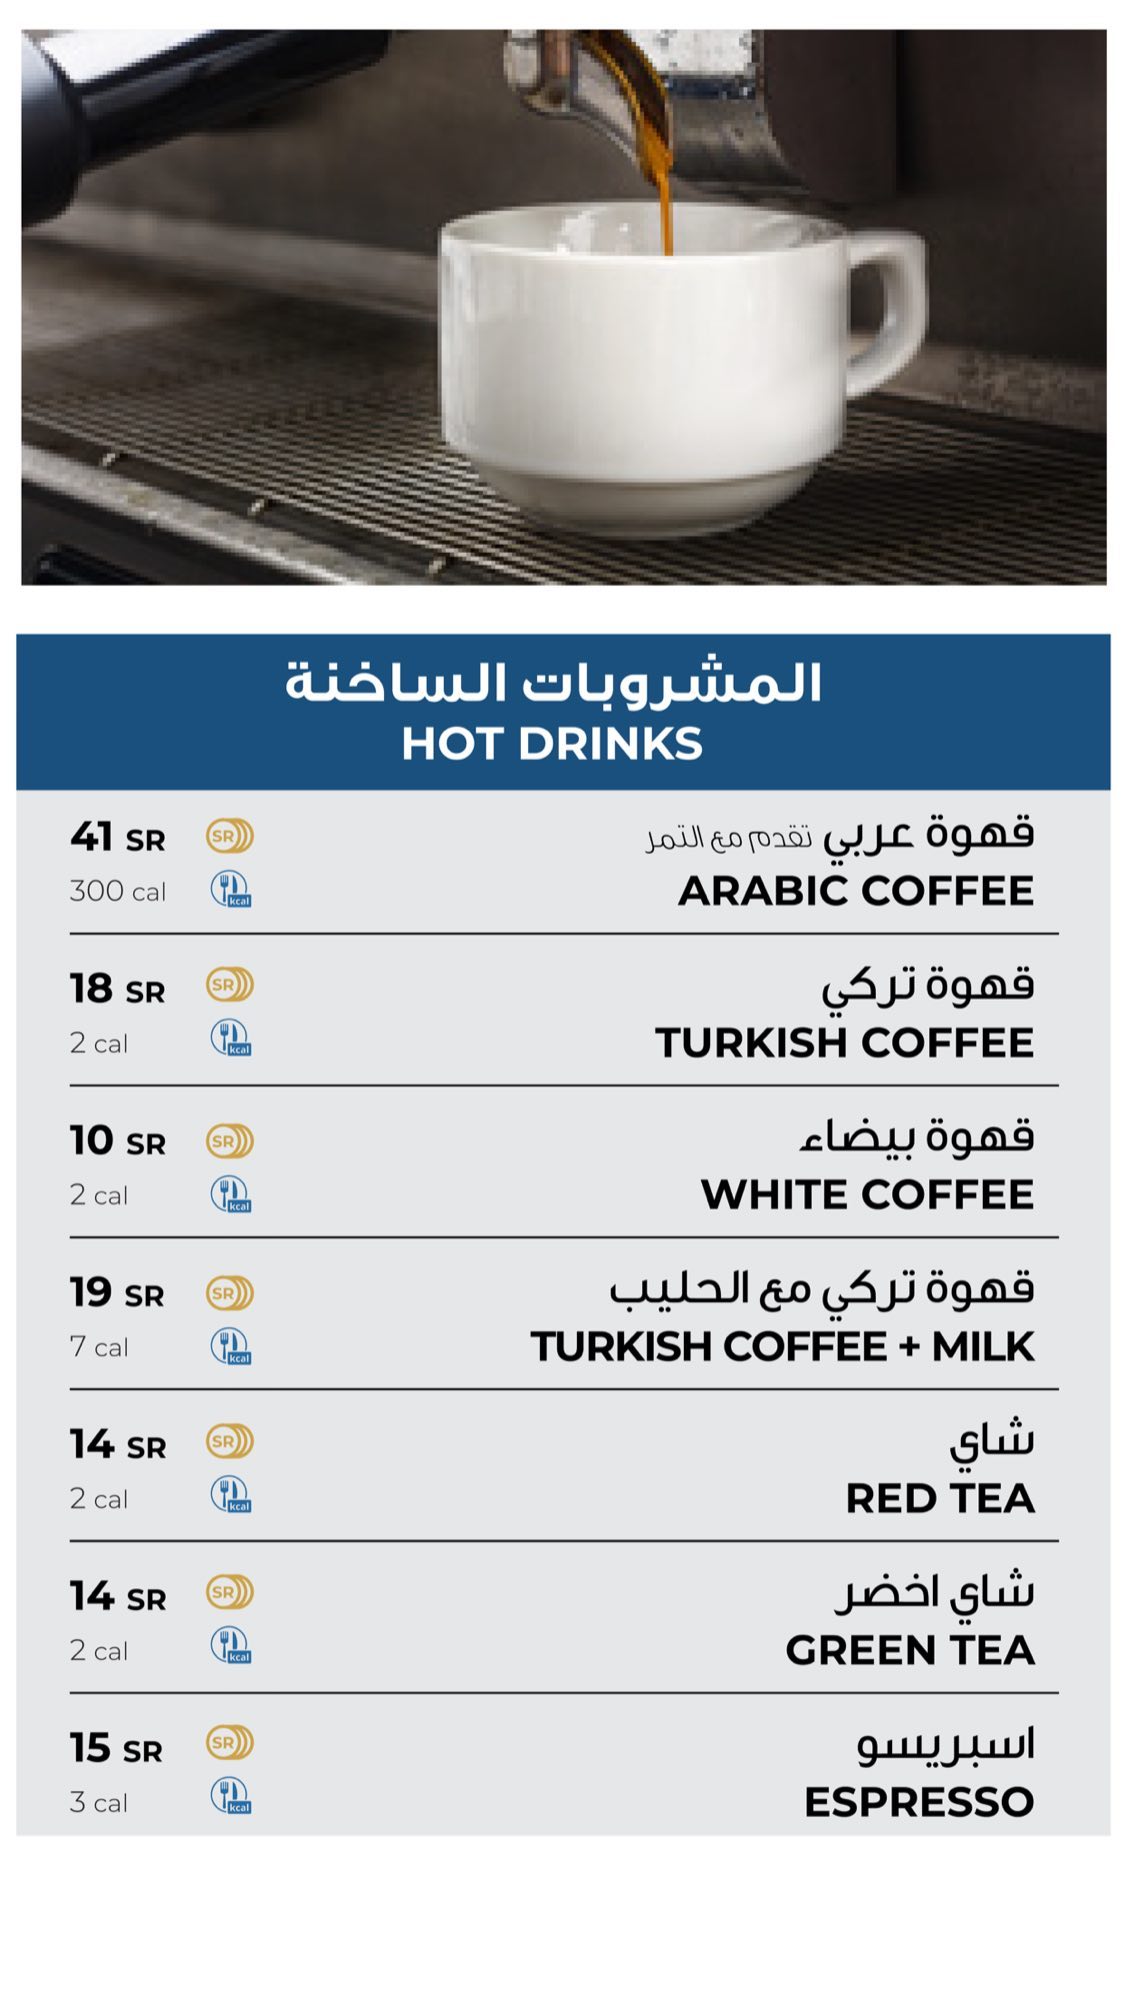 المشروبات الساخنة
HOT DRINKS
قهوة عربي تقدم مع التمر
41 SR
SR
ARABIC COFFEE
300 cal
kcal
قهوة تركي
18 SR
SR
TURKISH COFFEE
2 cal
kcal
قهوة بيضاء
10 SR
SR
WHITE COFFEE
2 cal
kcal
قهوة تركي مع الحليب
19 SR
SR
TURKISH COFFEE + MILK
7 cal
kcal
شاي
14 SR
SR
RED TEA
2 cal
kcal
شاي اخضر
14 SR
SR
GREEN TEA
2 cal
kcal
اسبريسو
15 SR
SR
ESPRESSO
3 cal
kcal